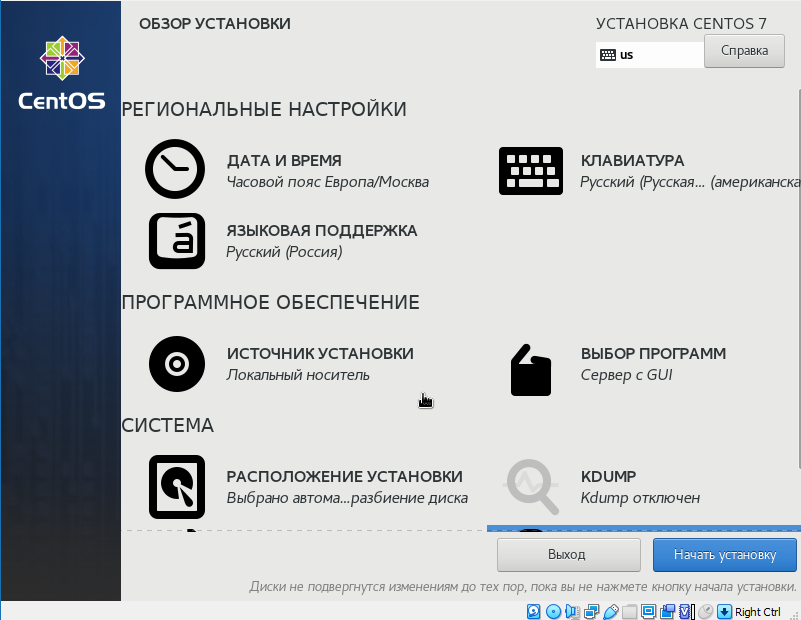 ОБЗОР УСТАНОВКИ
УСТАНОВКА CENTOS 7
us
Справка
CentOS
РЕГИОНАЛЬНЫЕ НАСТРОЙКИ
ДАТА И ВРЕМЯ
Часовой пояс Европа/Москва
КЛАВИАТУРА
Русский (Русская... (американска
á
ЯЗЫКОВАЯ ПОДДЕРЖКА
Русский (Россия)
ПРОГРАММНОЕ ОБЕСПЕЧЕНИЕ
ИСТОЧНИК УСТАНОВКИ
Локальный носитель
ВЫБОР ПРОГРАММ
Сервер с GUI
СИСТЕМА
РАСПОЛОЖЕНИЕ УСТАНОВКИ
Выбрано автома...разбиение диска
KDUMP
Kdump отключен
Выход
Начать установку
Диски не подвергнутся изменениям до тех пор, пока вы не нажмете кнопку начала установки.
Right Ctrl